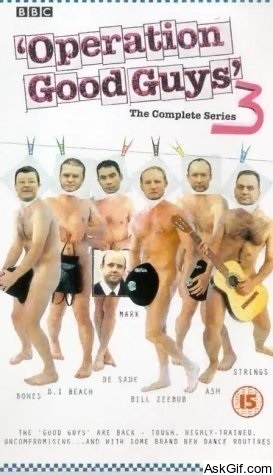 BBC
'Operation
Good Guys'
The Complete Series 3
MARK
STRINGS
DE SADE
ASH
BONES D.I BEACH
BILL ZEEBUB
15
THE 'GOOD GUYS' ARE BACK - TOUGH, HIGHLY-TRAINED,
UNCOMPROMISING...AND WITH SOME BRAND NEW DANCE ROUTINES
AskGif.com